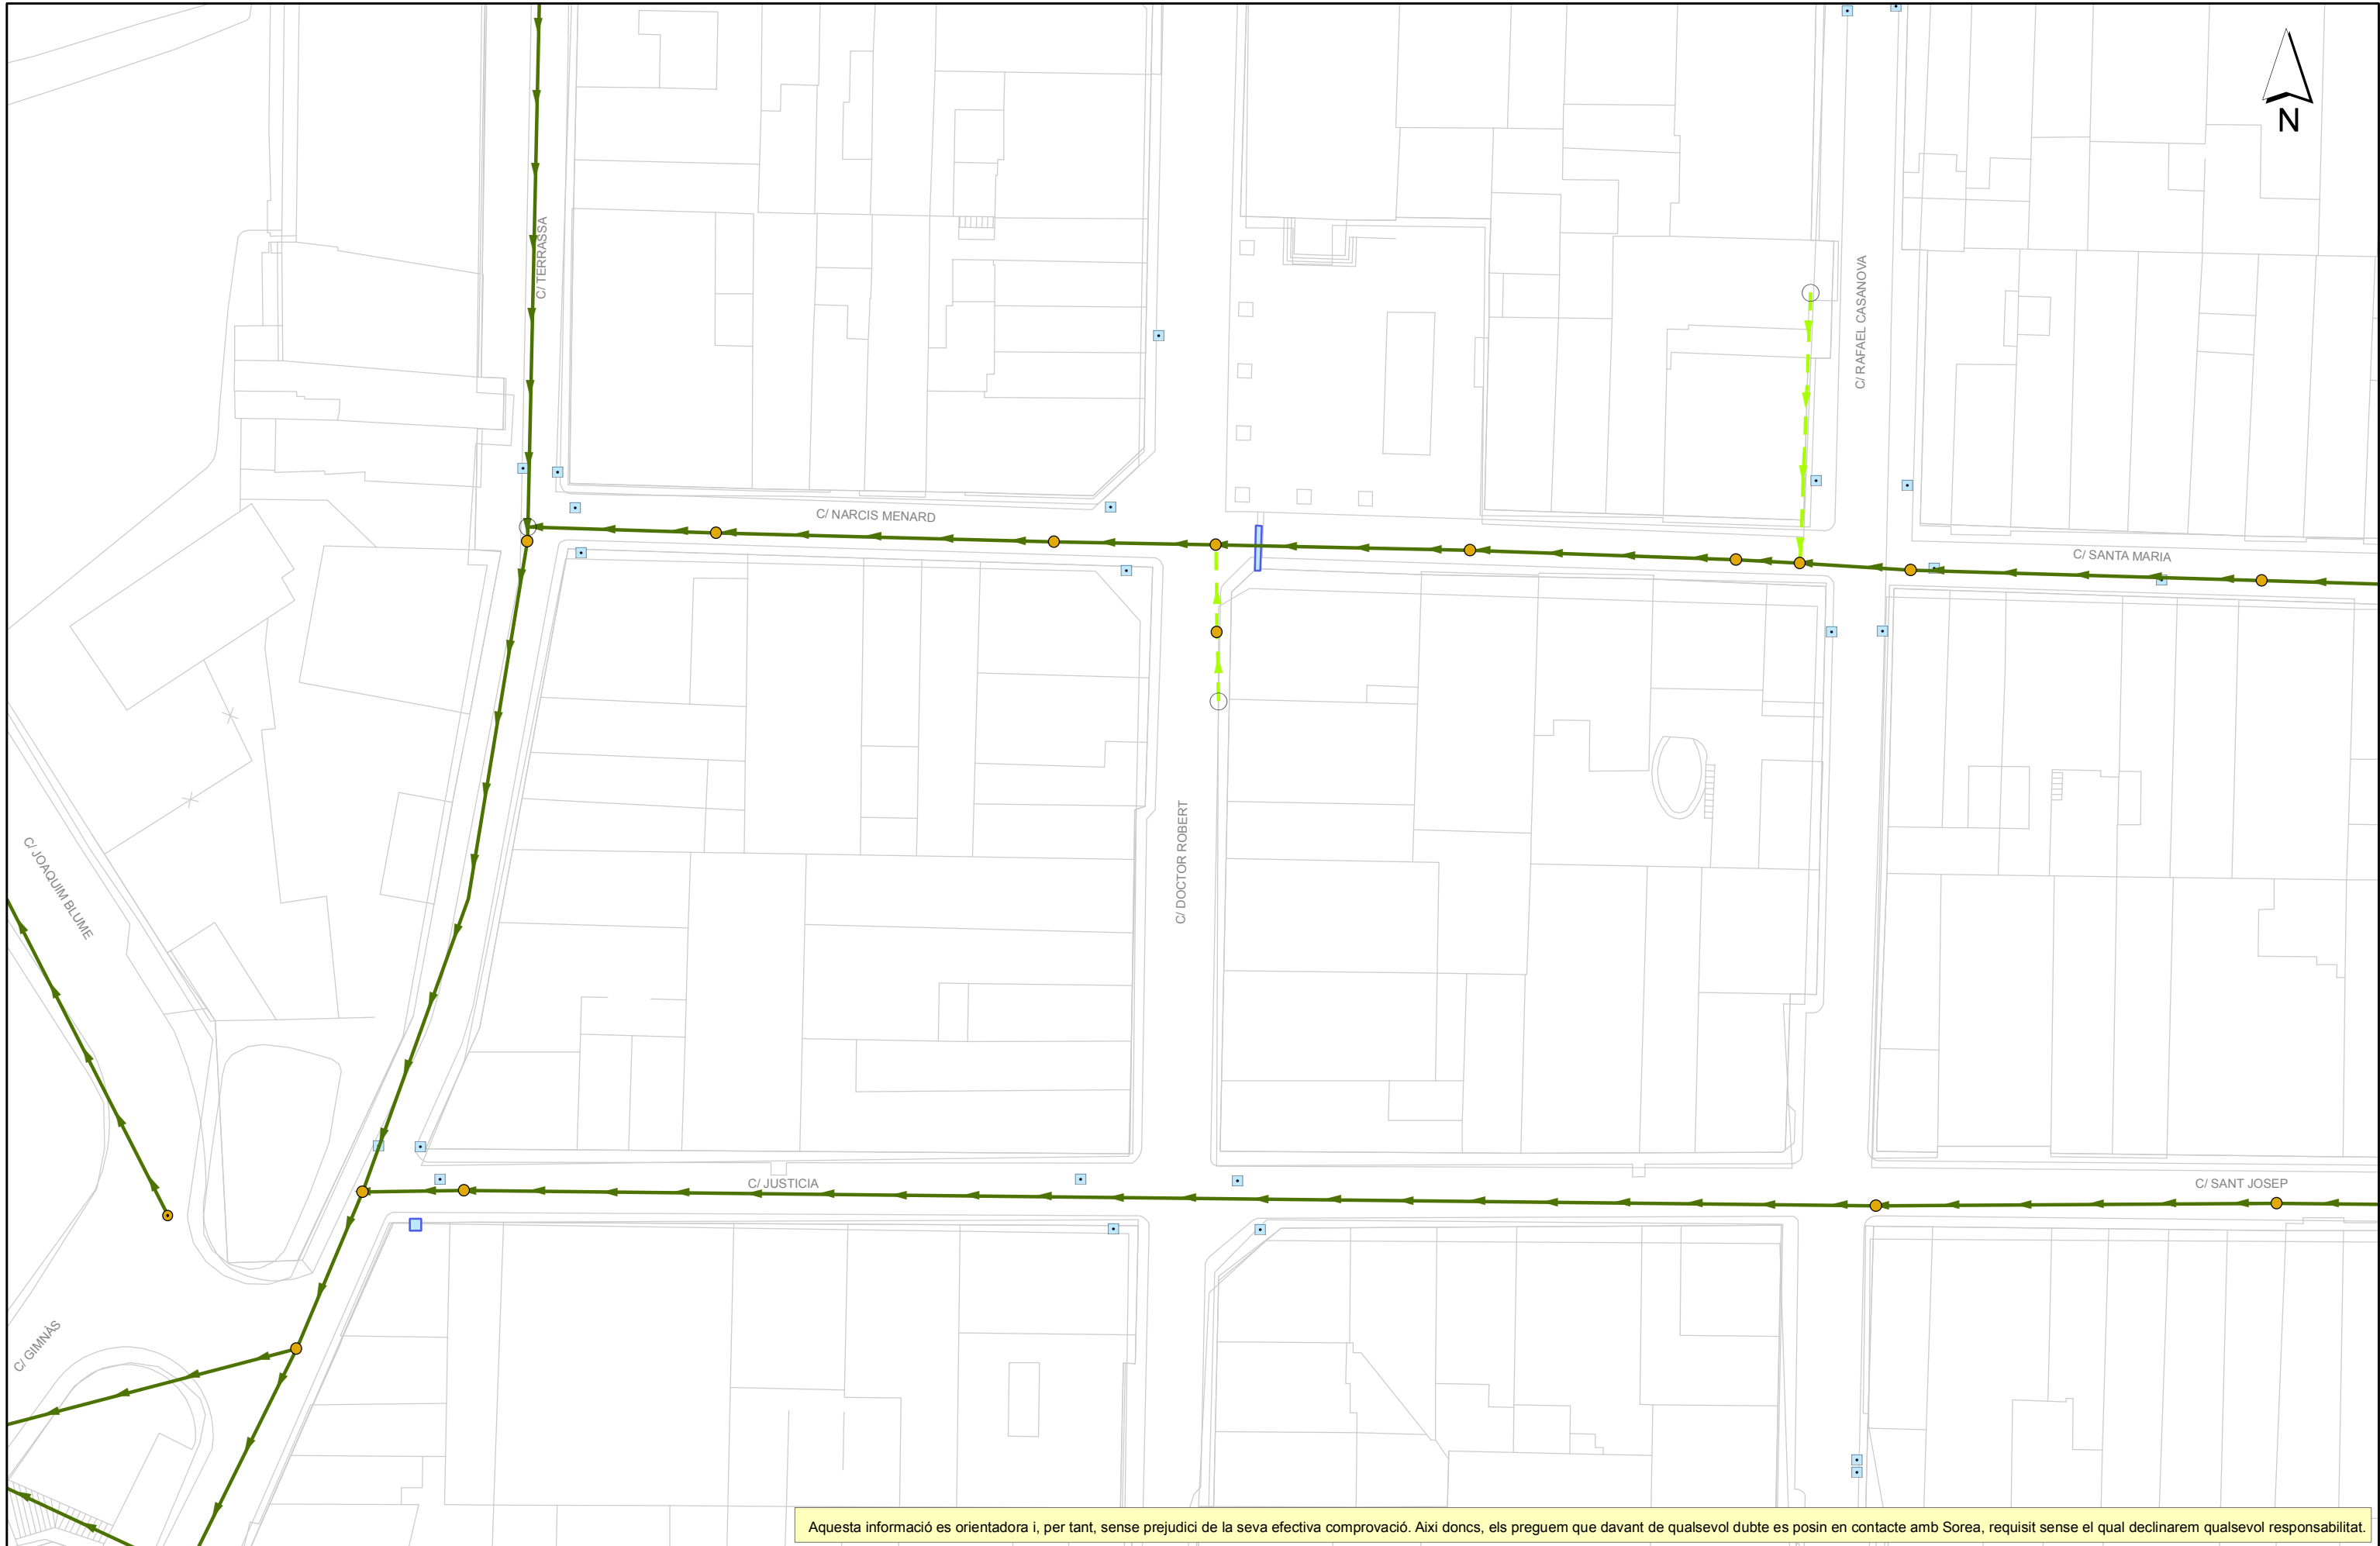 N
C/ TERRASSA
C/ RAFAEL CASANOVA
C/ NARCIS MENARD
C/ SANTA MARIA
C/ DOCTOR ROBERT
C/ JOAQUIM BLUME
C/ JUSTICIA
C/ SANT JOSEP
C/ GIMNÀS
Aquesta informació es orientadora i, per tant, sense prejudici de la seva efectiva comprovació. Aixi doncs, els preguem que davant de qualsevol dubte es posin en contacte amb Sorea, requisit sense el qual declinarem qualsevol responsabilitat.